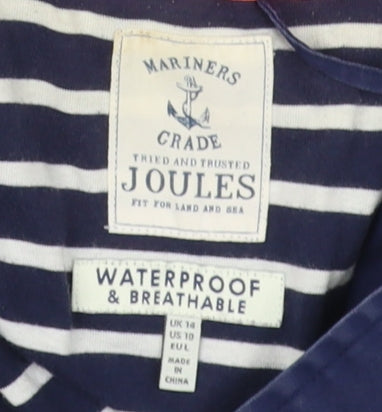 MARINERS
GRADE
TRIED AND TRUSTED
JOULES
FIT FOR LAND AND SEA
WATERPROOF
& BREATHABLE
UK 14
US 10
EU L
MADE
IN
CHINA